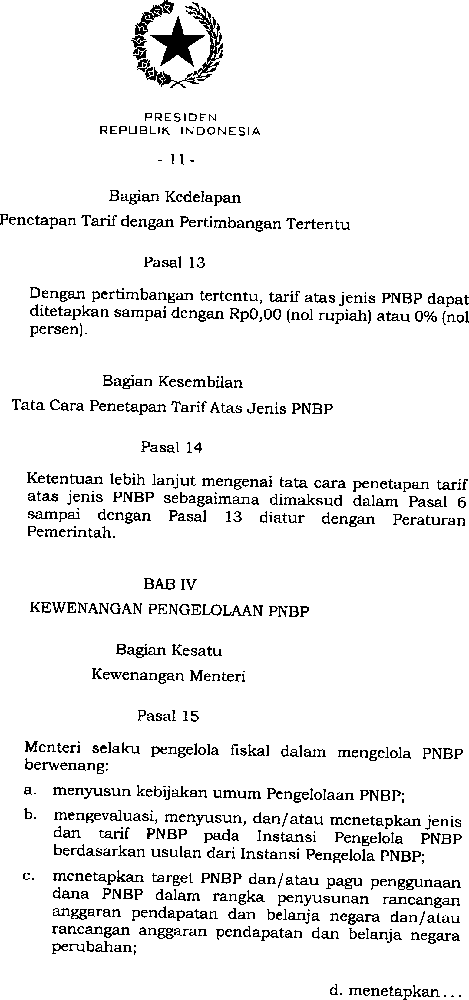 PRESIDEN
REPUBLIK INDONESIA
- 11 -
Bagian Kedelapan
Penetapan Tarif dengan Pertimbangan Tertentu
Pasal 13
Dengan pertimbangan tertentu, tarif atas jenis PNBP dapat
ditetapkan sampai dengan Rp0,00 (nol rupiah) atau 0% (nol
persen).
Bagian Kesembilan
Tata Cara Penetapan Tarif Atas Jenis PNBP
Pasal 14
Ketentuan lebih lanjut mengenai tata cara penetapan tarif
atas jenis PNBP sebagaimana dimaksud dalam Pasal 6
sampai dengan Pasal 13 diatur dengan Peraturan
Pemerintah.
BAB IV
KEWENANGAN PENGELOLAAN PNBP
Bagian Kesatu
Kewenangan Menteri
Pasal 15
Menteri selaku pengelola fiskal dalam mengelola PNBP
berwenang:
a. menyusun kebijakan umum Pengelolaan PNBP;
b. mengevaluasi, menyusun, dan/atau menetapkan jenis
dan tarif PNBP pada Instansi Pengelola PNBP
berdasarkan usulan dari Instansi Pengelola PNBP;
c. menetapkan target PNBP dan/atau pagu penggunaan
dana PNBP dalam rangka penyusunan rancangan
anggaran pendapatan dan belanja negara dan/atau
rancangan anggaran pendapatan dan belanja negara
perubahan;
d. menetapkan . . .